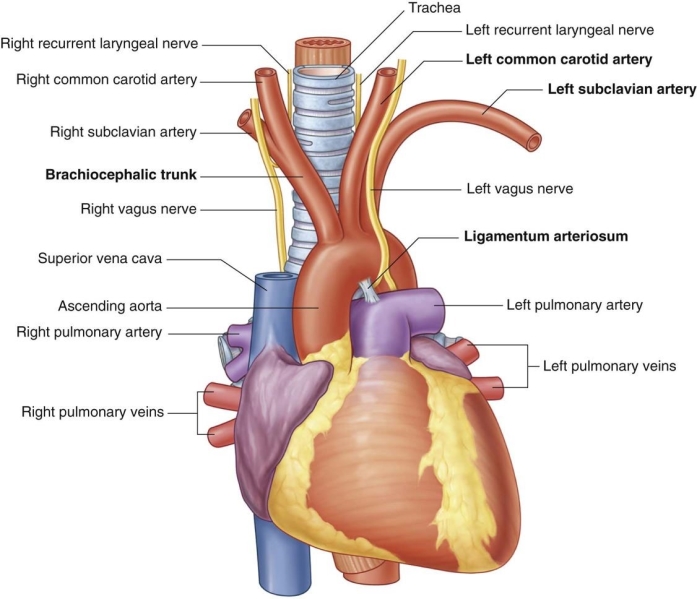 Trachea
Right recurrent laryngeal nerve
Left recurrent laryngeal nerve
Left common carotid artery
Right common carotid artery
Left subclavian artery
Right subclavian artery
Brachiocephalic trunk
Left vagus nerve
Right vagus nerve
Ligamentum arteriosum
Superior vena cava
Ascending aorta
Left pulmonary artery
Right pulmonary artery
Left pulmonary veins
Right pulmonary veins